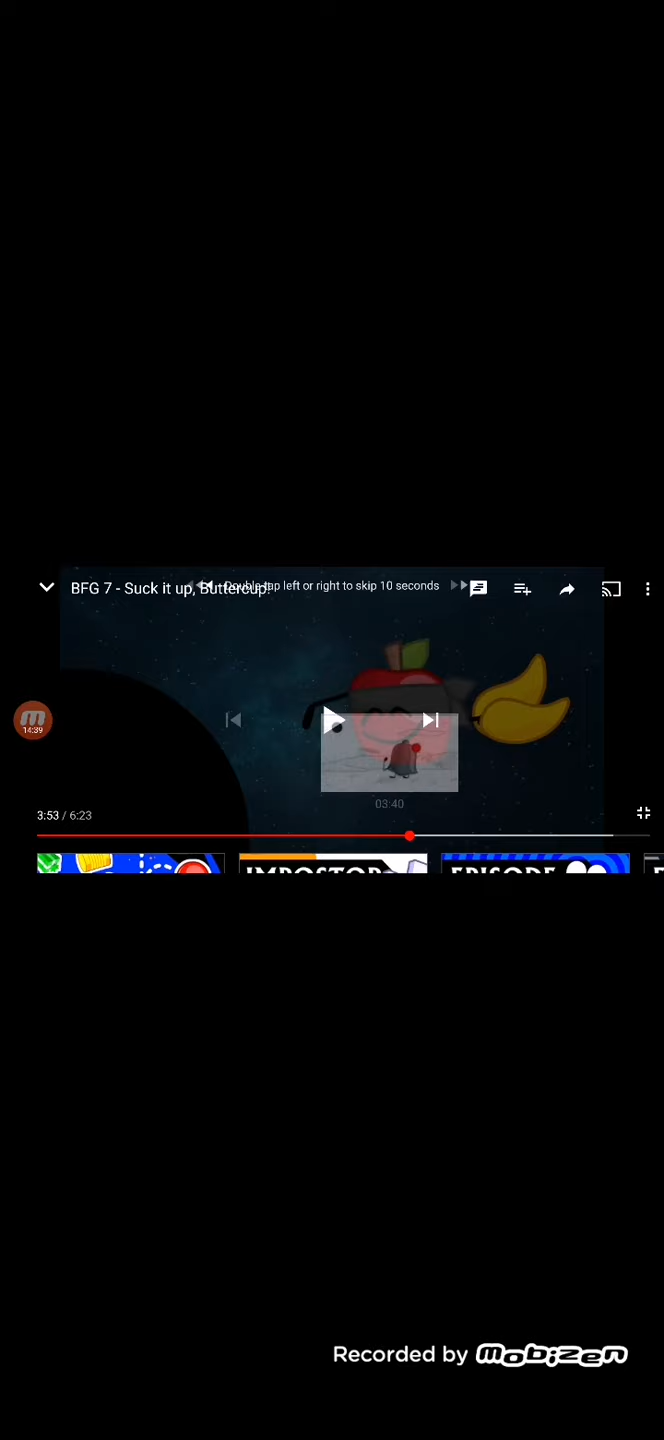 Double tap left or right to skip 10 seconds
BFG 7 - Suck it up, Buttercup!
14:39
03:40
3:53 / 6:23
IMPOSTOR
EPISODE
Recorded by mobizen